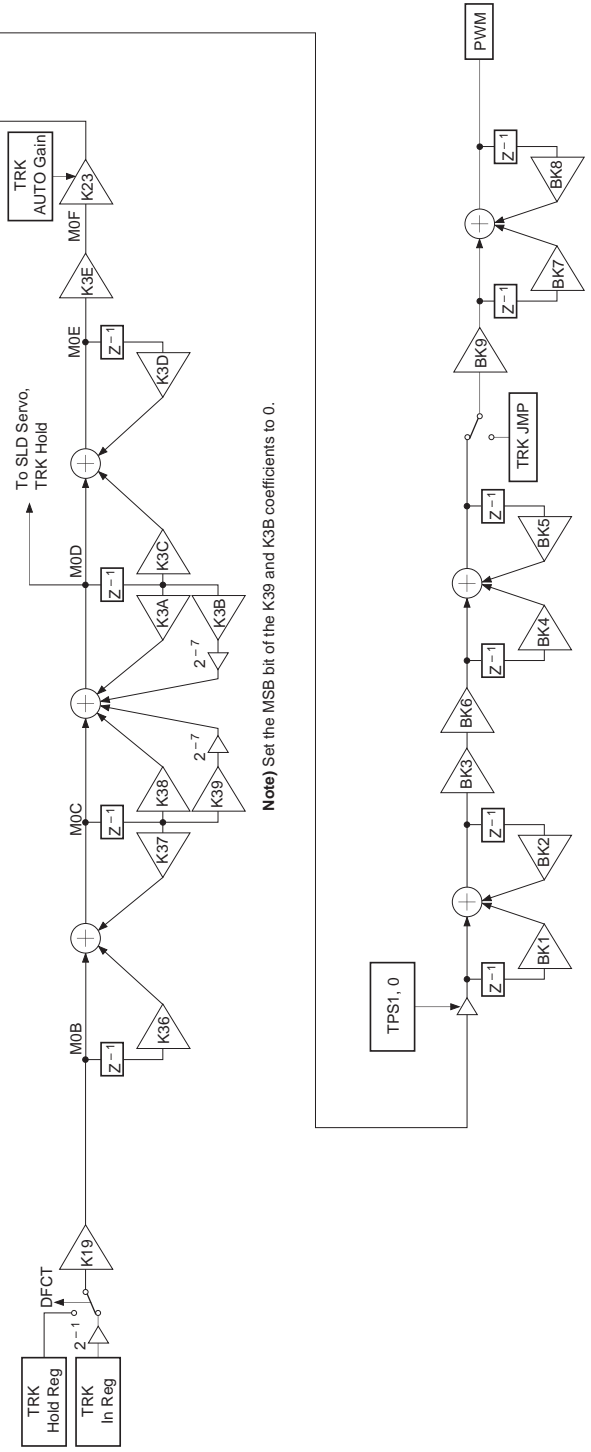 TRK
Hold Reg
TRK
In Reg
2 – 1
DFCT
K19
M0B
Z – 1
K36
M0C
Z – 1
K37
K38
K39
2 – 7
M0D
Z – 1
K3A
K3B
2 – 7
K3C
To SLD Servo,
TRK Hold
M0E
Z – 1
K3D
K3E
M0F
K23
TRK
AUTO Gain
Note) Set the MSB bit of the K39 and K3B coefficients to 0.
TPS1, 0
Z – 1
BK1
Z – 1
BK2
BK3
BK6
Z – 1
BK4
Z – 1
BK5
TRK JMP
BK9
Z – 1
BK7
Z – 1
BK8
PWM